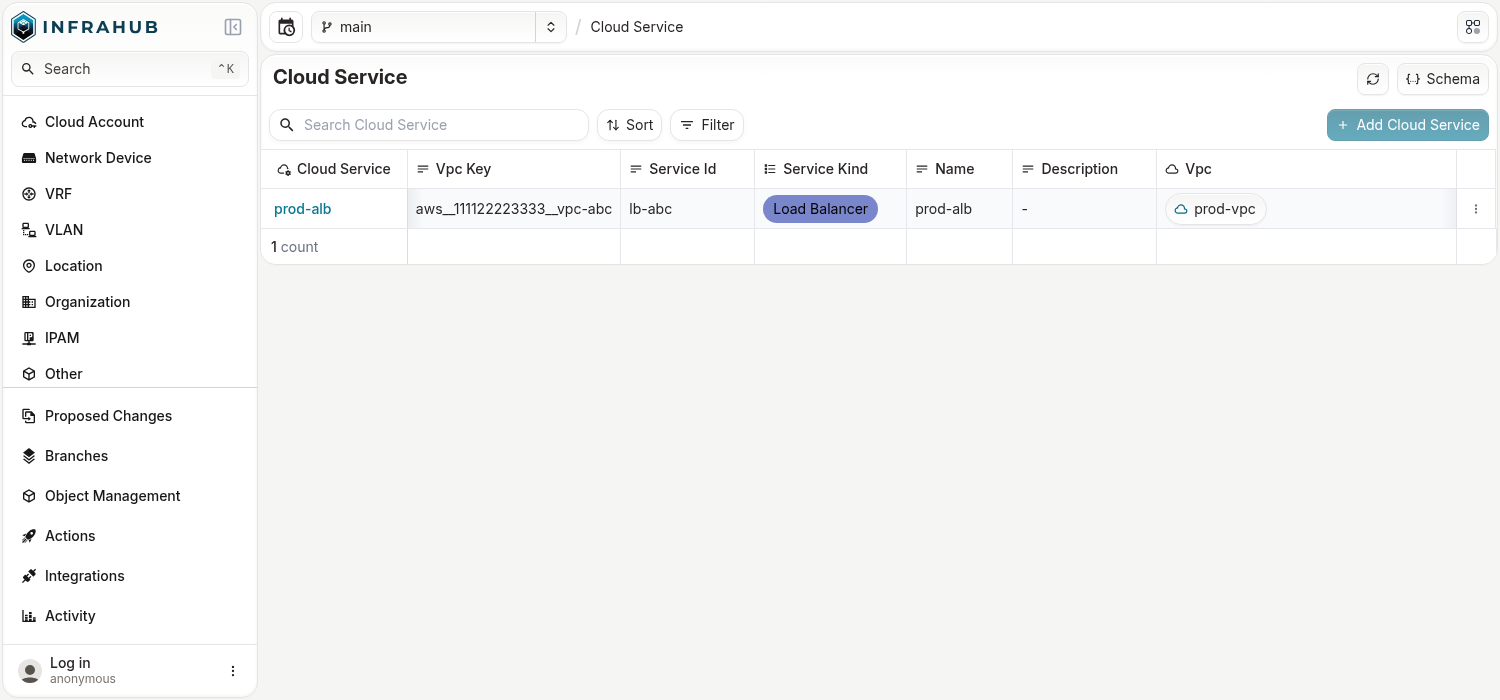 INFRAHUB
Search ^K
Cloud Account
Network Device
VRF
VLAN
Location
Organization
IPAM
Other
Proposed Changes
Branches
Object Management
Actions
Integrations
Activity
Log in
anonymous
main / Cloud Service
Cloud Service
{..} Schema
Search Cloud Service Sort Filter + Add Cloud Service
Cloud Service Vpc Key Service Id Service Kind Name Description Vpc
prod-alb aws__111122223333__vpc-abc lb-abc Load Balancer prod-alb - prod-vpc
1 count